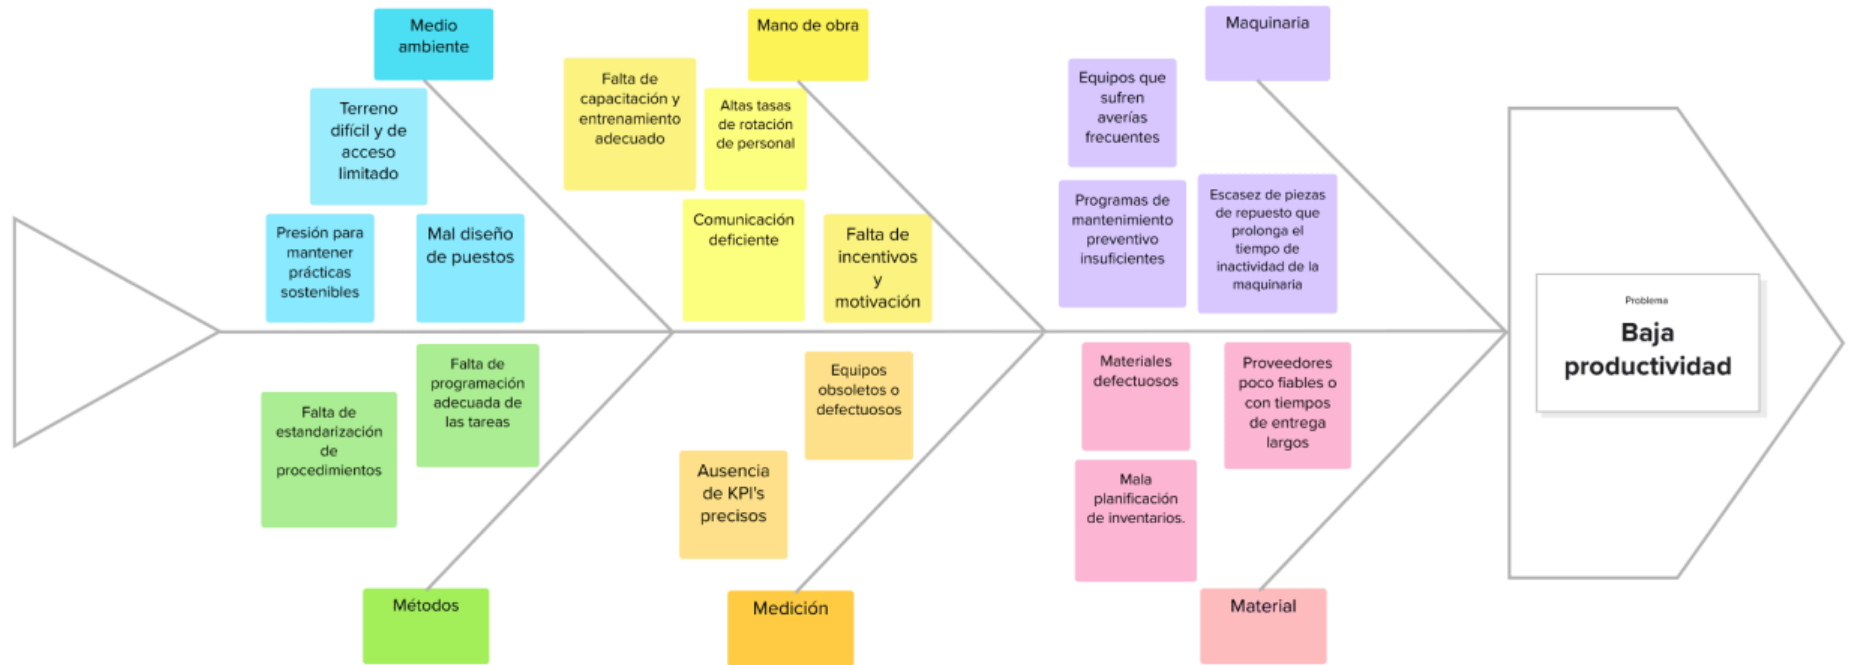 Medio
ambiente
Terreno
difícil y de
acceso
limitado
Presión para
mantener
prácticas
sostenibles
Mal diseño
de puestos
Mano de obra
Falta de
capacitación y
entrenamiento
adecuado
Altas tasas
de rotación
de personal
Comunicación
deficiente
Falta de
incentivos
y
motivación
Maquinaria
Equipos que
sufren
averías
frecuentes
Programas de
mantenimiento
preventivo
insuficientes
Escasez de piezas
de repuesto que
prolonga el
tiempo de
inactividad de la
maquinaria
Problema
Baja
productividad
Falta de
estandarización
de
procedimientos
Falta de
programación
adecuada de
las tareas
Métodos
Equipos
obsoletos o
defectuosos
Ausencia
de KPI's
precisos
Medición
Materiales
defectuosos
Proveedores
poco fiables o
con tiempos
de entrega
largos
Mala
planificación
de inventarios.
Material